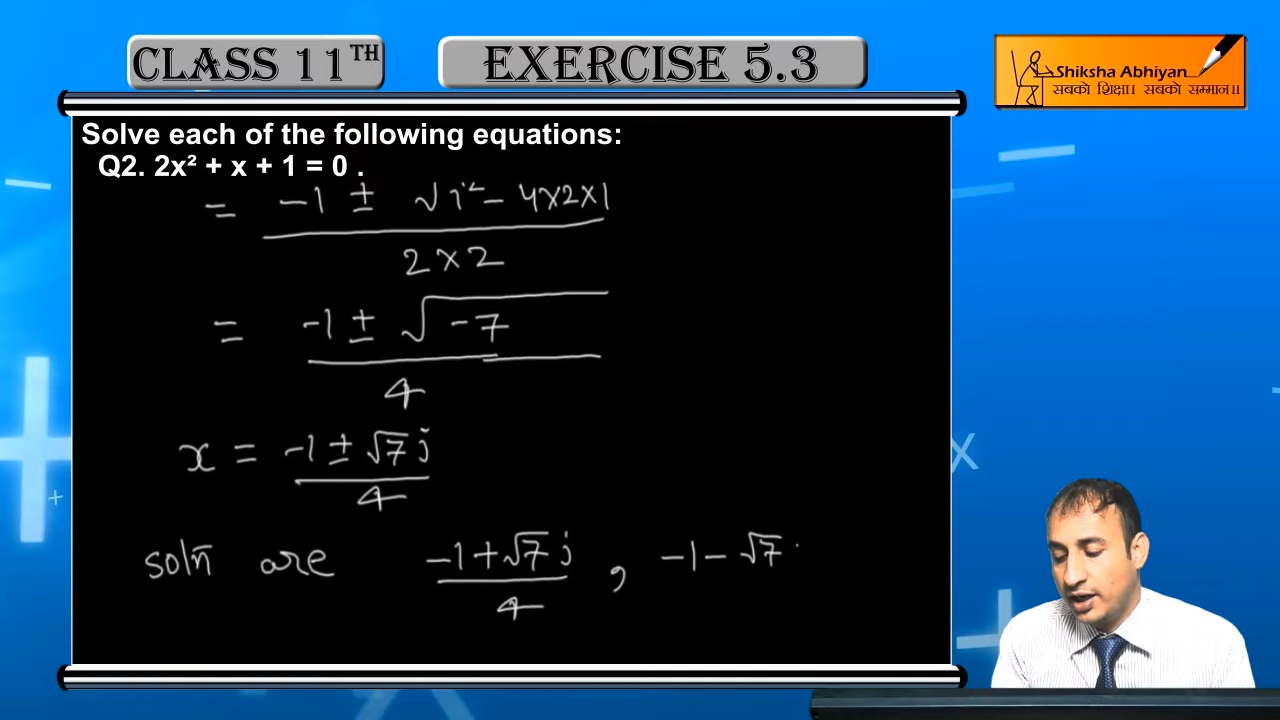 CLASS 11TH
EXERCISE 5.3
Shiksha Abhiyan
सबको शिक्षा। सबको सम्मान॥
Solve each of the following equations:
Q2. 2x² + x + 1 = 0 .
= -1 ± √1² - 4×2×1
2 × 2
= -1 ± √-7
4
x = -1 ± √7 i
4
solñ are -1 + √7 i , -1 - √7
4